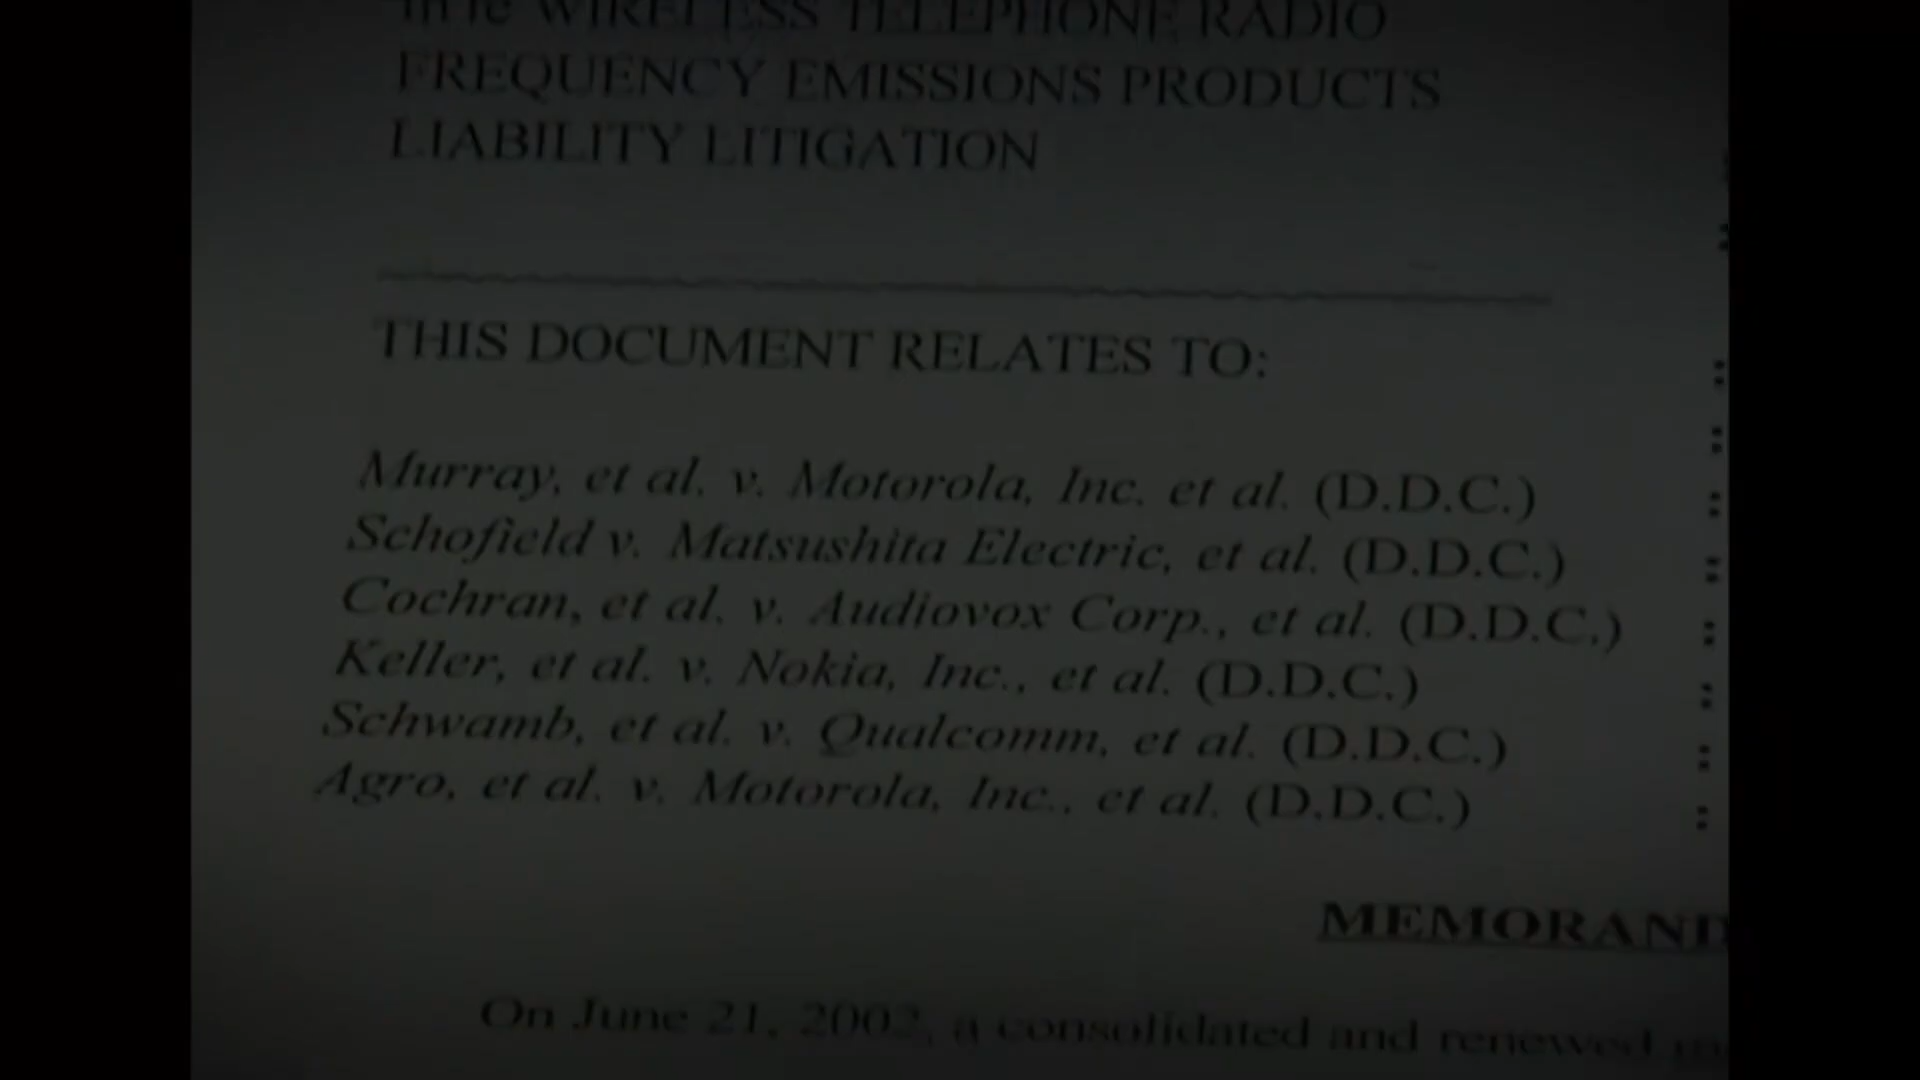 In re WIRELESS TELEPHONE RADIO
FREQUENCY EMISSIONS PRODUCTS
LIABILITY LITIGATION
THIS DOCUMENT RELATES TO:
Murray, et al. v. Motorola, Inc. et al. (D.D.C.)
Schofield v. Matsushita Electric, et al. (D.D.C.)
Cochran, et al. v. Audiovox Corp., et al. (D.D.C.)
Keller, et al. v. Nokia, Inc., et al. (D.D.C.)
Schwamb, et al. v. Qualcomm, et al. (D.D.C.)
Agro, et al. v. Motorola, Inc., et al. (D.D.C.)
MEMORAND
On June 21, 2002, a consolidated and renewed